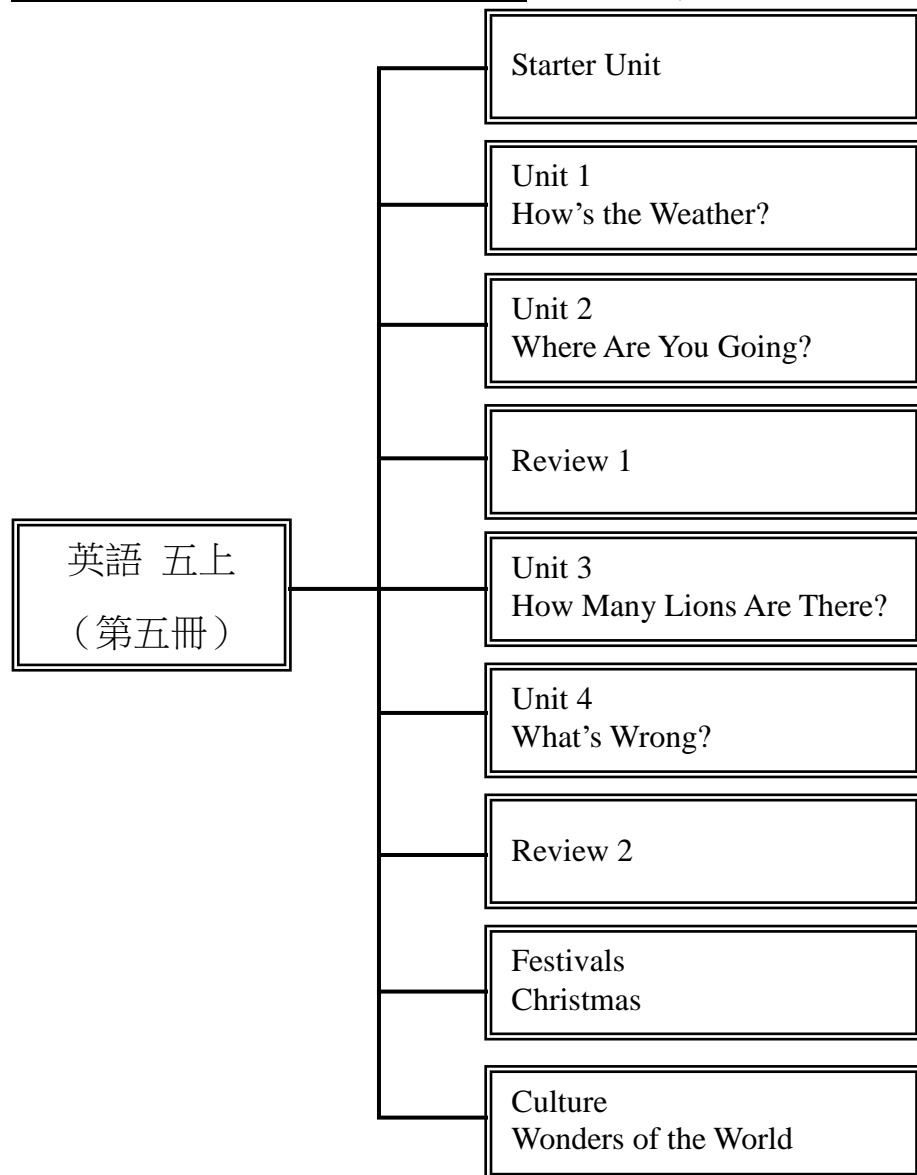 Starter Unit
Unit 1
How’s the Weather?
Unit 2
Where Are You Going?
Review 1
英語 五上
（第五冊）
Unit 3
How Many Lions Are There?
Unit 4
What’s Wrong?
Review 2
Festivals
Christmas
Culture
Wonders of the World